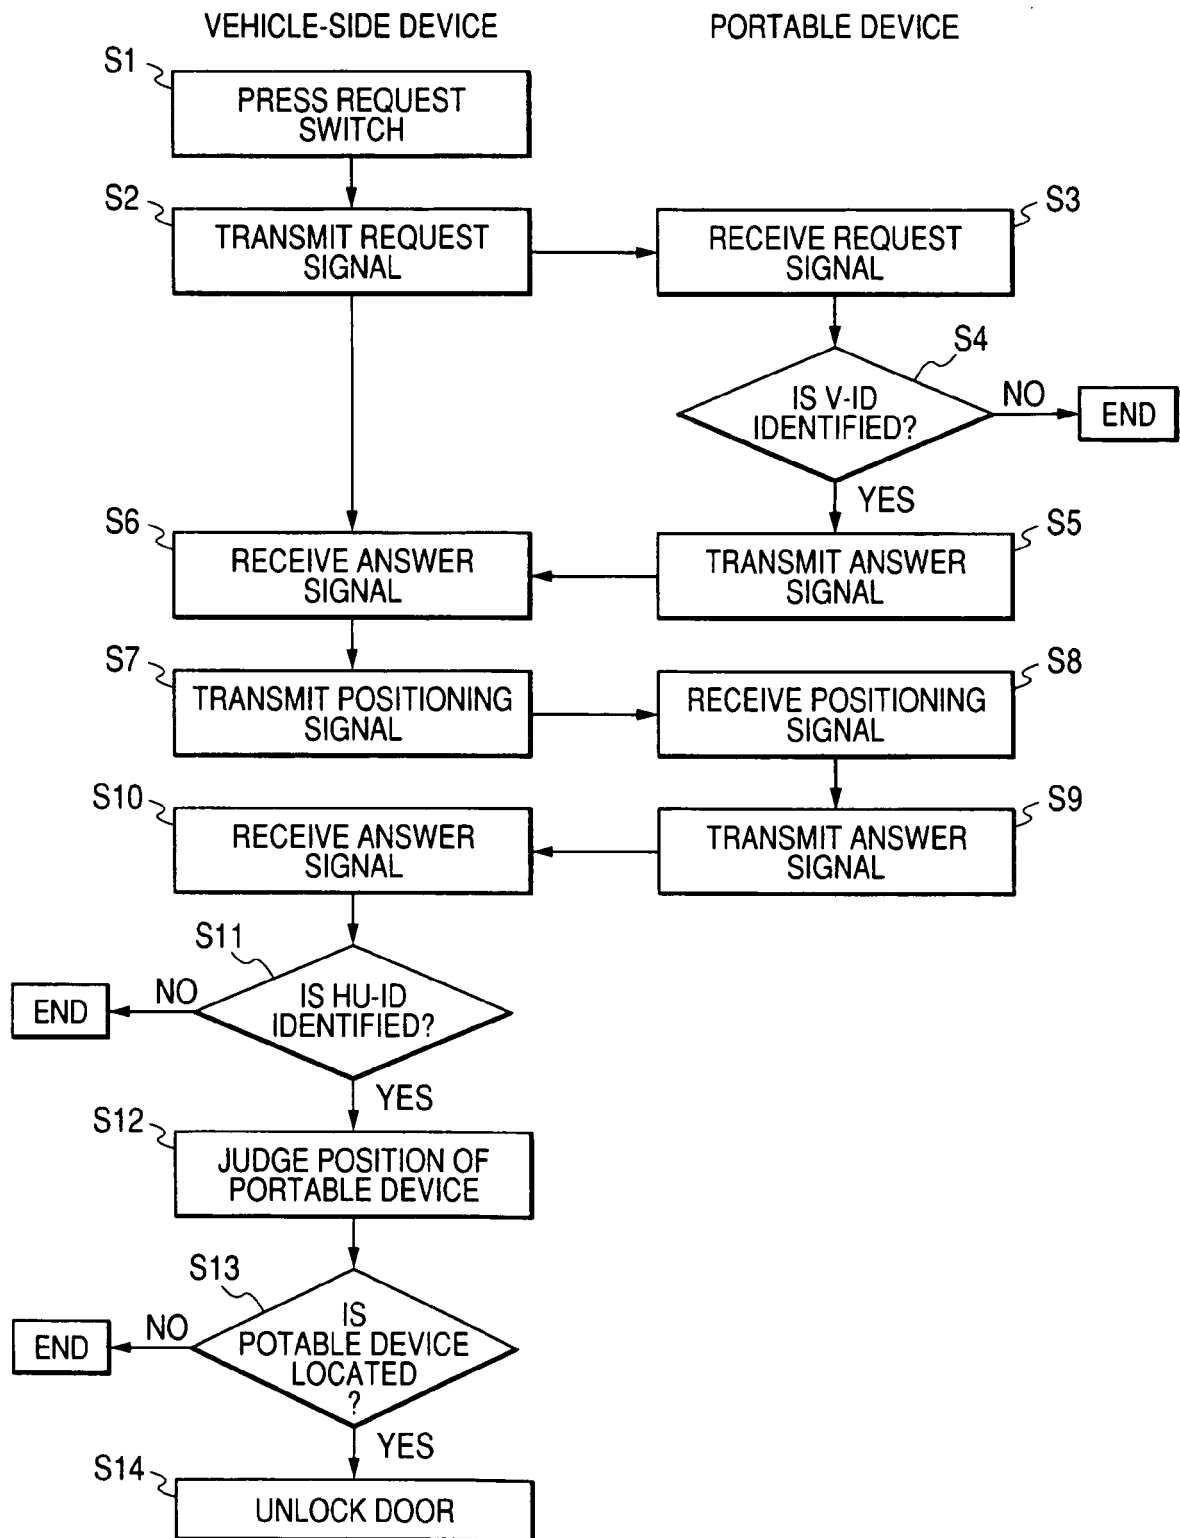 VEHICLE-SIDE DEVICE
PORTABLE DEVICE
S1
PRESS REQUEST
SWITCH
S2
TRANSMIT REQUEST
SIGNAL
S3
RECEIVE REQUEST
SIGNAL
S4
IS V-ID
IDENTIFIED?
NO
END
YES
S5
TRANSMIT ANSWER
SIGNAL
S6
RECEIVE ANSWER
SIGNAL
S7
TRANSMIT POSITIONING
SIGNAL
S8
RECEIVE POSITIONING
SIGNAL
S9
TRANSMIT ANSWER
SIGNAL
S10
RECEIVE ANSWER
SIGNAL
S11
IS HU-ID
IDENTIFIED?
NO
END
YES
S12
JUDGE POSITION OF
PORTABLE DEVICE
S13
IS
POTABLE DEVICE
LOCATED
?
NO
END
YES
S14
UNLOCK DOOR